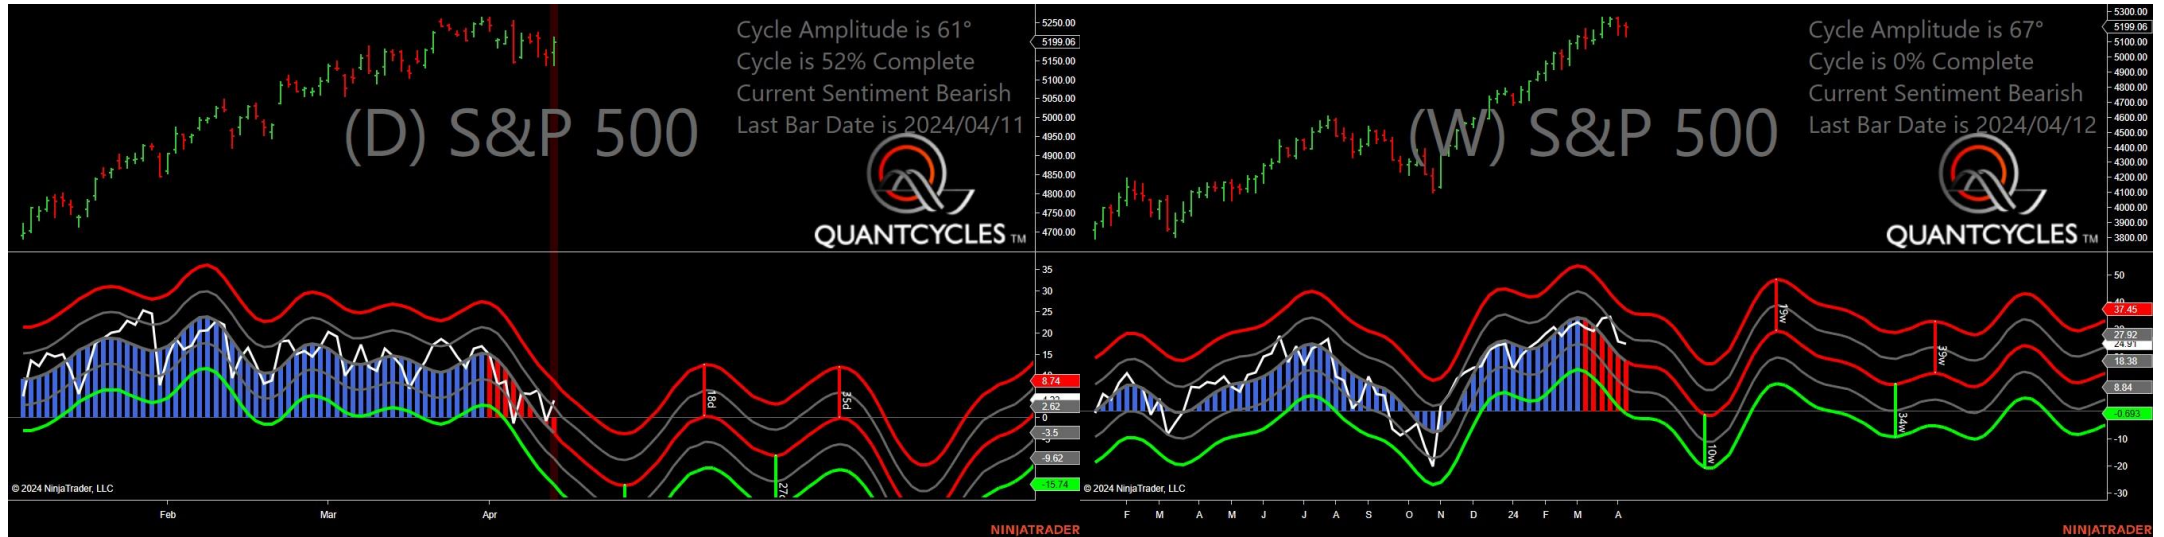 Cycle Amplitude is 61°
Cycle is 52% Complete
Current Sentiment Bearish
Last Bar Date is 2024/04/11
(D) S&P 500
QUANTCYCLES TM
5250.00
5199.06
5150.00
5100.00
5050.00
5000.00
4950.00
4900.00
4850.00
4800.00
4750.00
4700.00
35
30
25
20
15
8.74
2.62
0
-3.5
-9.62
-15.74
18d
35d
© 2024 NinjaTrader, LLC
Feb
Mar
Apr
NINJATRADER
Cycle Amplitude is 67°
Cycle is 0% Complete
Current Sentiment Bearish
Last Bar Date is 2024/04/12
(W) S&P 500
QUANTCYCLES TM
5300.00
5199.06
5100.00
5000.00
4900.00
4800.00
4700.00
4600.00
4500.00
4400.00
4300.00
4200.00
4100.00
4000.00
3900.00
3800.00
50
37.45
27.92
24.91
18.38
8.84
-0.693
-10
-20
-30
19w
39w
34w
10w
© 2024 NinjaTrader, LLC
F M A M J J A S O N D 24 F M A
NINJATRADER